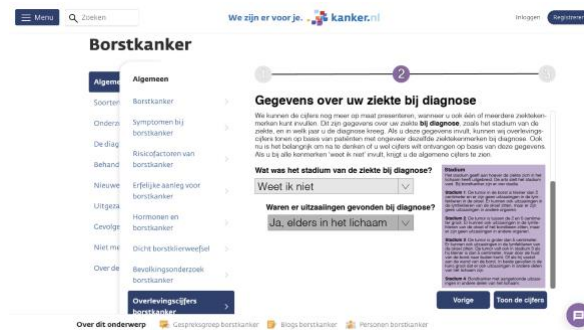 Menu
Zoeken
We zijn er voor je.
kanker.nl
Inloggen
Registreren
Borstkanker
Algeme
Soorten
Onderz
De diag
Behand
Nieuwe
Uitgeza
Gevolge
Niet me
Over de
Algemeen
Borstkanker
Symptomen bij
borstkanker
Risicofactoren van
borstkanker
Erfelijke aanleg voor
borstkanker
Hormonen en
borstkanker
Dicht borstklierweefsel
Bevolkingsonderzoek
borstkanker
Overlevingscijfers
borstkanker
1
2
3
Gegevens over uw ziekte bij diagnose
We kunnen de cijfers nog meer op maat presenteren, wanneer u ook één of meerdere ziekteken-
merken kunt invullen. Dit zijn gegevens over uw ziekte bij diagnose, zoals het stadium van de
ziekte, en in welk jaar u de diagnose kreeg. Als u deze gegevens invult, kunnen wij overlevings-
cijfers tonen op basis van patiënten met ongeveer dezelfde ziektekenmerken bij diagnose. Ook
nu is het belangrijk om na te denken of u wel cijfers wilt ontvangen op basis van deze gegevens.
Als u bij alle kenmerken 'weet ik niet' invult, krijgt u de algemene cijfers te zien.
Wat was het stadium van de ziekte bij diagnose?
Weet ik niet
Waren er uitzaaiingen gevonden bij diagnose?
Ja, elders in het lichaam
Stadium
Vorige
Toon de cijfers
Over dit onderwerp
Gespreksgroep borstkanker
Blogs borstkanker
Personen borstkanker